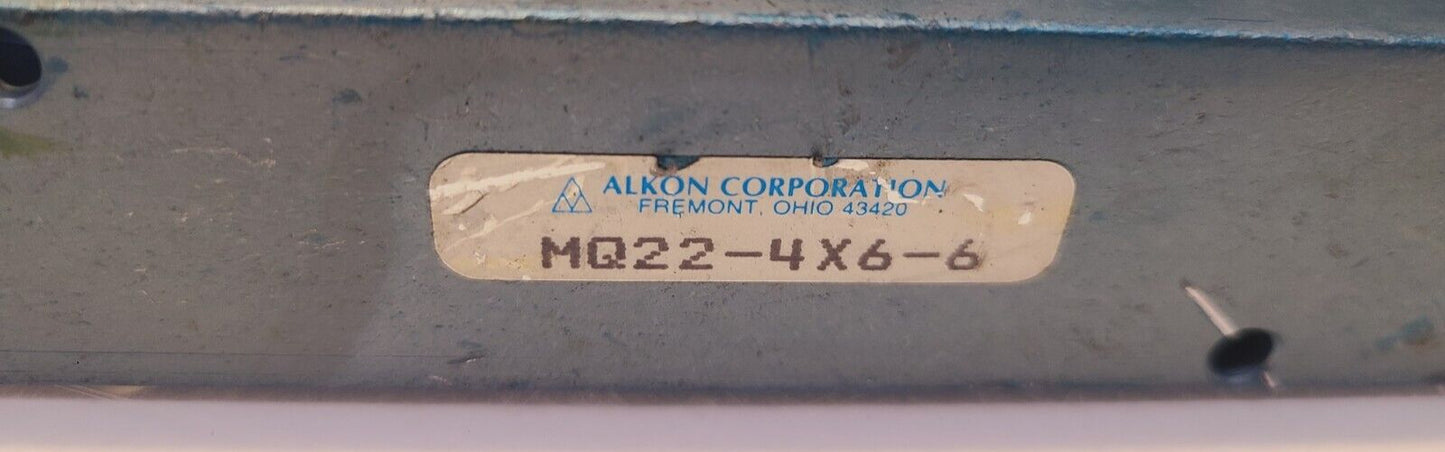 ALKON CORPORATION
FREMONT, OHIO 43420
MQ22-4X6-6